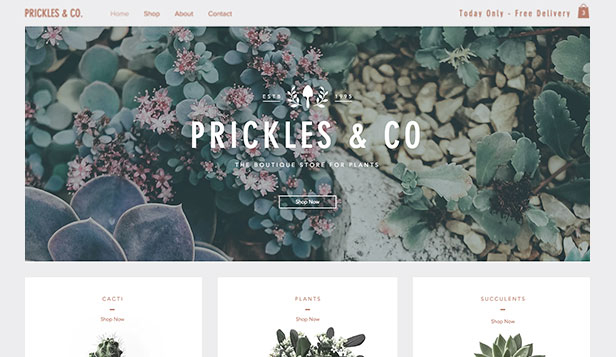 PRICKLES & CO.
Home Shop About Contact
Today Only - Free Delivery
3
ESTD 1995
PRICKLES & CO
THE BOUTIQUE STORE FOR PLANTS
Shop Now
CACTI
Shop Now
PLANTS
Shop Now
SUCCULENTS
Shop Now